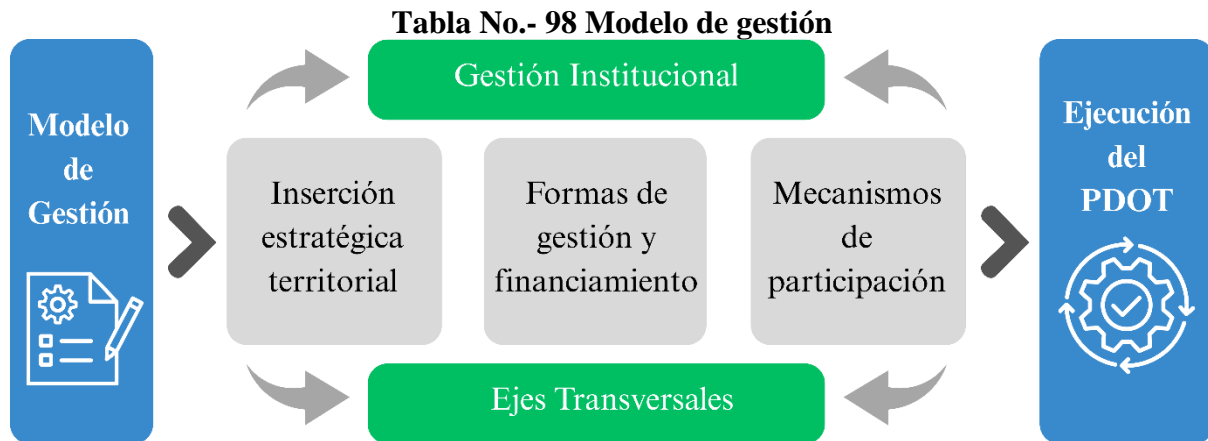 Tabla No.- 98 Modelo de gestión
Modelo
de
Gestión
Gestión Institucional
Inserción
estratégica
territorial
Formas de
gestión y
financiamiento
Mecanismos
de
participación
Ejes Transversales
Ejecución
del
PDOT